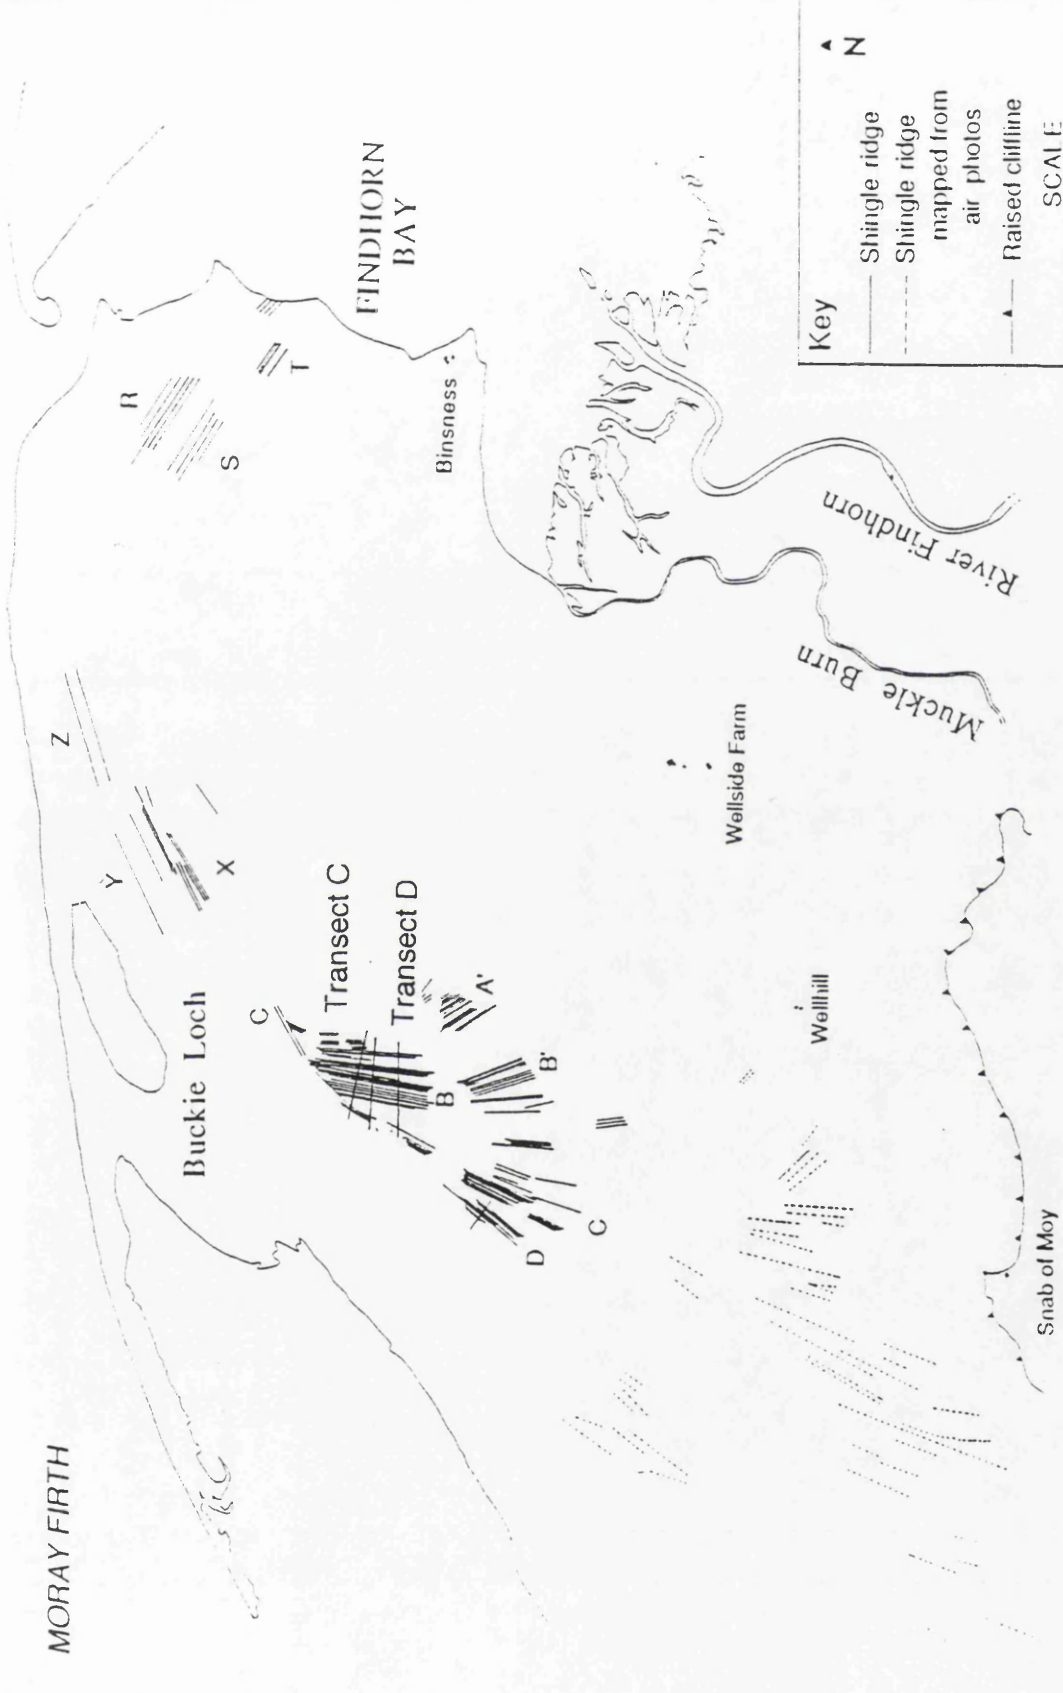 MORAY FIRTH
Z
Y
X
R
S
T
FINDHORN
BAY
Binsness
Buckie Loch
C
Transect C
Transect D
A'
B
B'
C
D
Wellside Farm
Wellhill
Muckle Burn
River Findhorn
Snab of Moy
Key
N
Shingle ridge
Shingle ridge
mapped from
air photos
Raised cliffline
SCALE